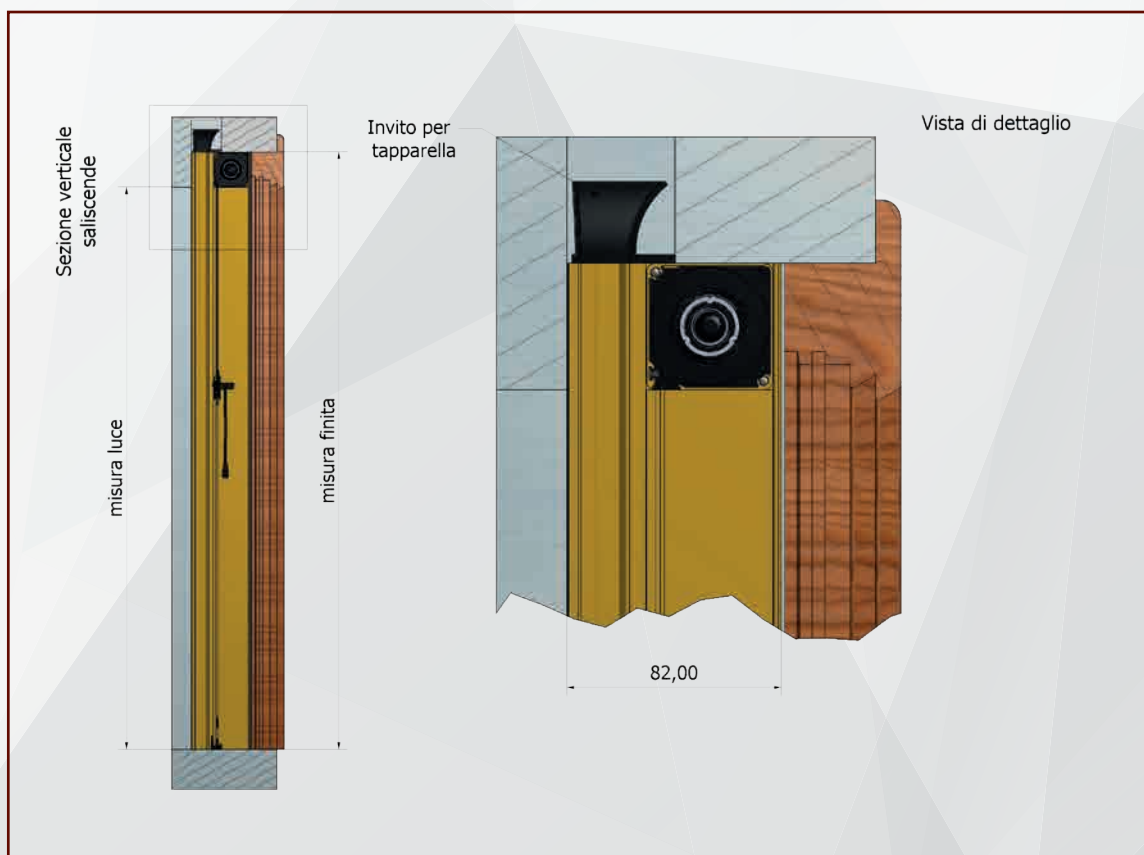 Sezione verticale
saliscende
misura luce
misura finita
Invito per
tapparella
Vista di dettaglio
82,00